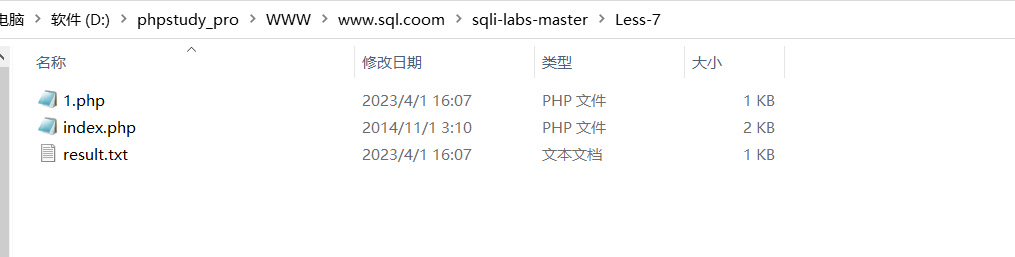 电脑 > 软件 (D:) > phpstudy_pro > WWW > www.sql.coom > sqli-labs-master > Less-7
名称 修改日期 类型 大小
1.php 2023/4/1 16:07 PHP 文件 1 KB
index.php 2014/11/1 3:10 PHP 文件 2 KB
result.txt 2023/4/1 16:07 文本文档 1 KB